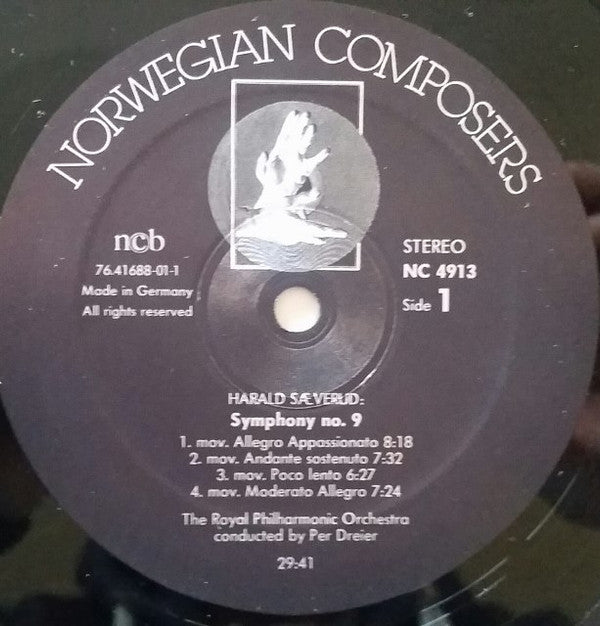 NORWEGIAN COMPOSERS
ncb
76.41688-01-1
Made in Germany
All rights reserved
STEREO
NC 4913
Side 1
HARALD SÆVERUD:
Symphony no. 9
1. mov. Allegro Appassionato 8:18
2. mov. Andante sostenuto 7:32
3. mov. Poco lento 6:27
4. mov. Moderato Allegro 7:24
The Royal Philharmonic Orchestra
conducted by Per Dreier
29:41